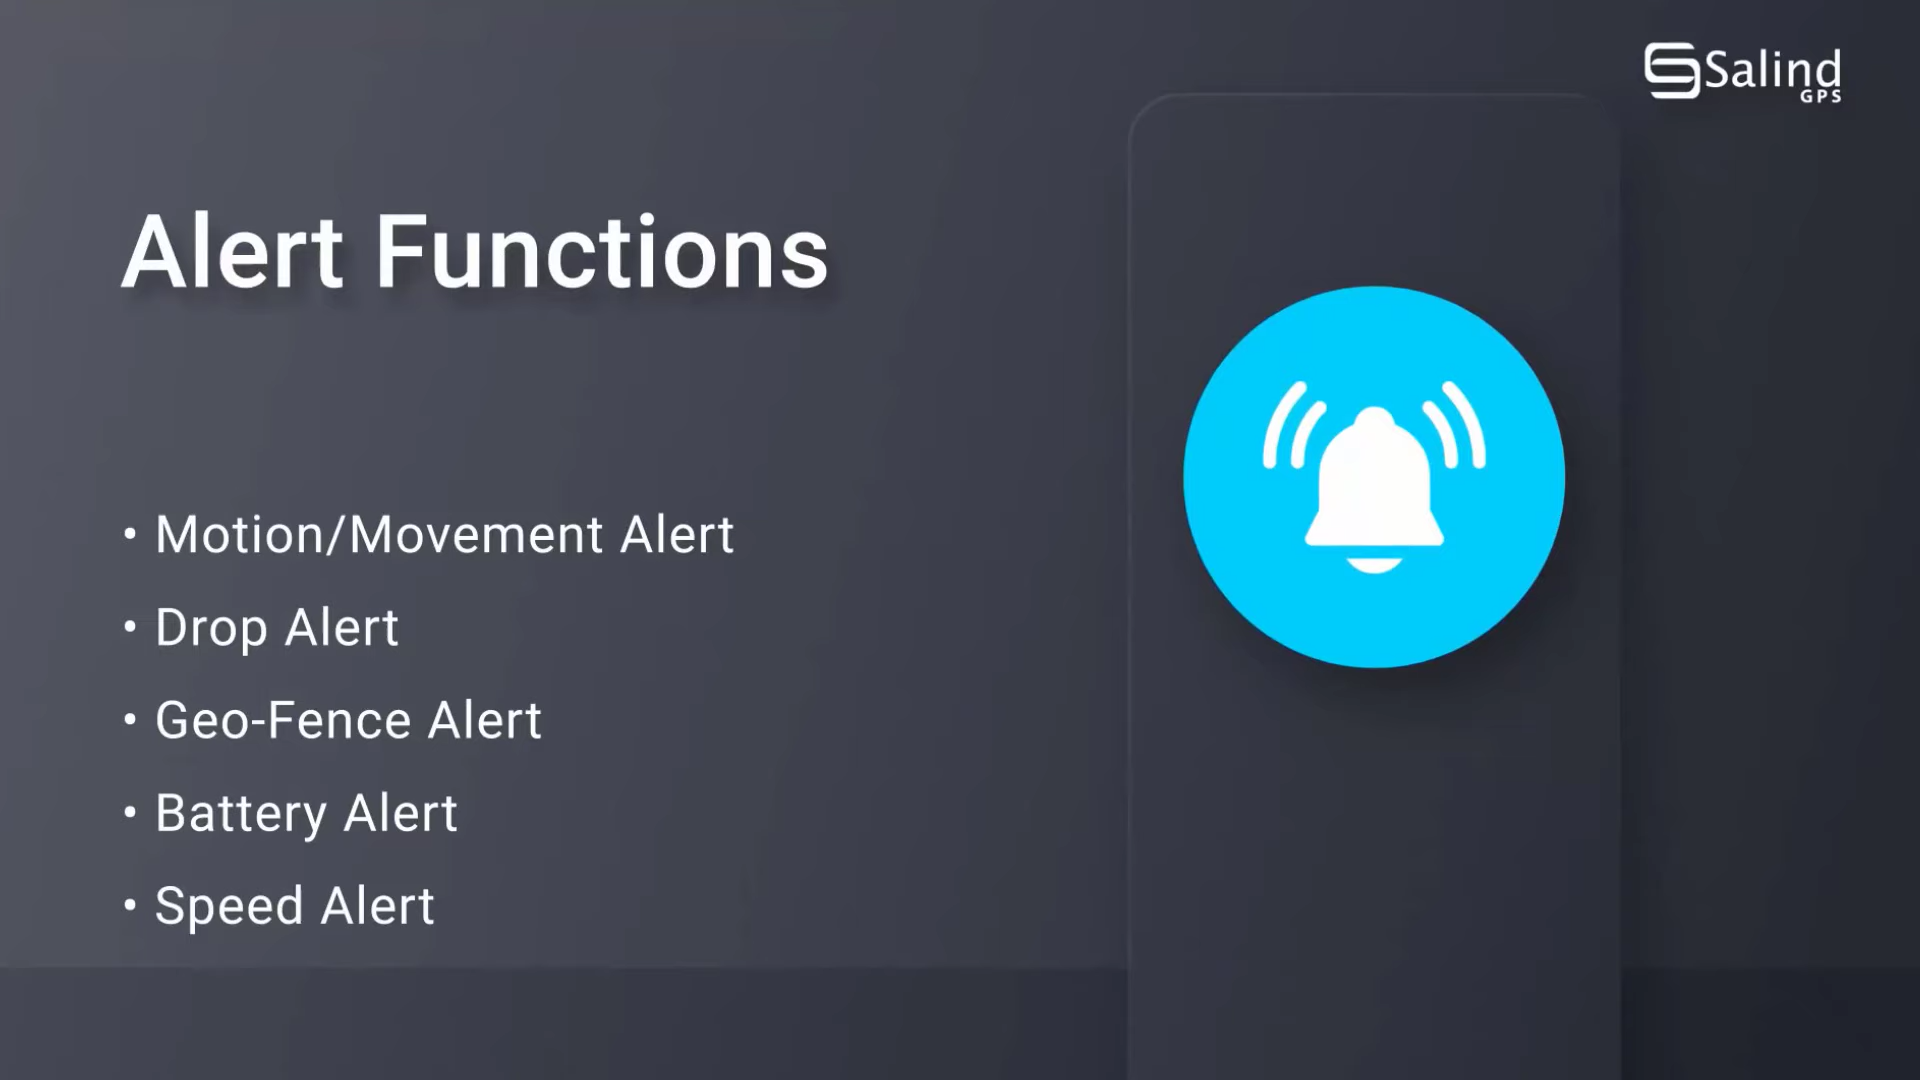 Salind
GPS
Alert Functions
• Motion/Movement Alert
• Drop Alert
• Geo-Fence Alert
• Battery Alert
• Speed Alert